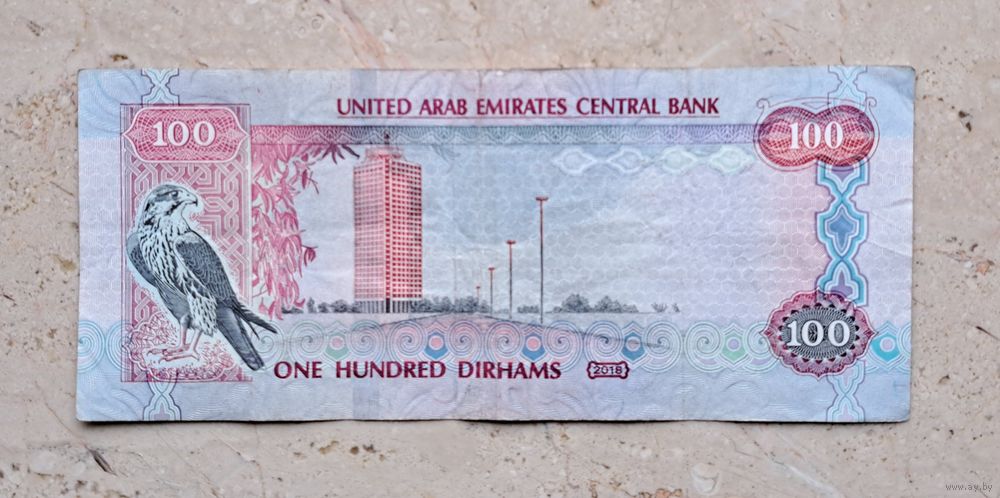 UNITED ARAB EMIRATES CENTRAL BANK
100
100
100
ONE HUNDRED DIRHAMS
2018
www.ay.by